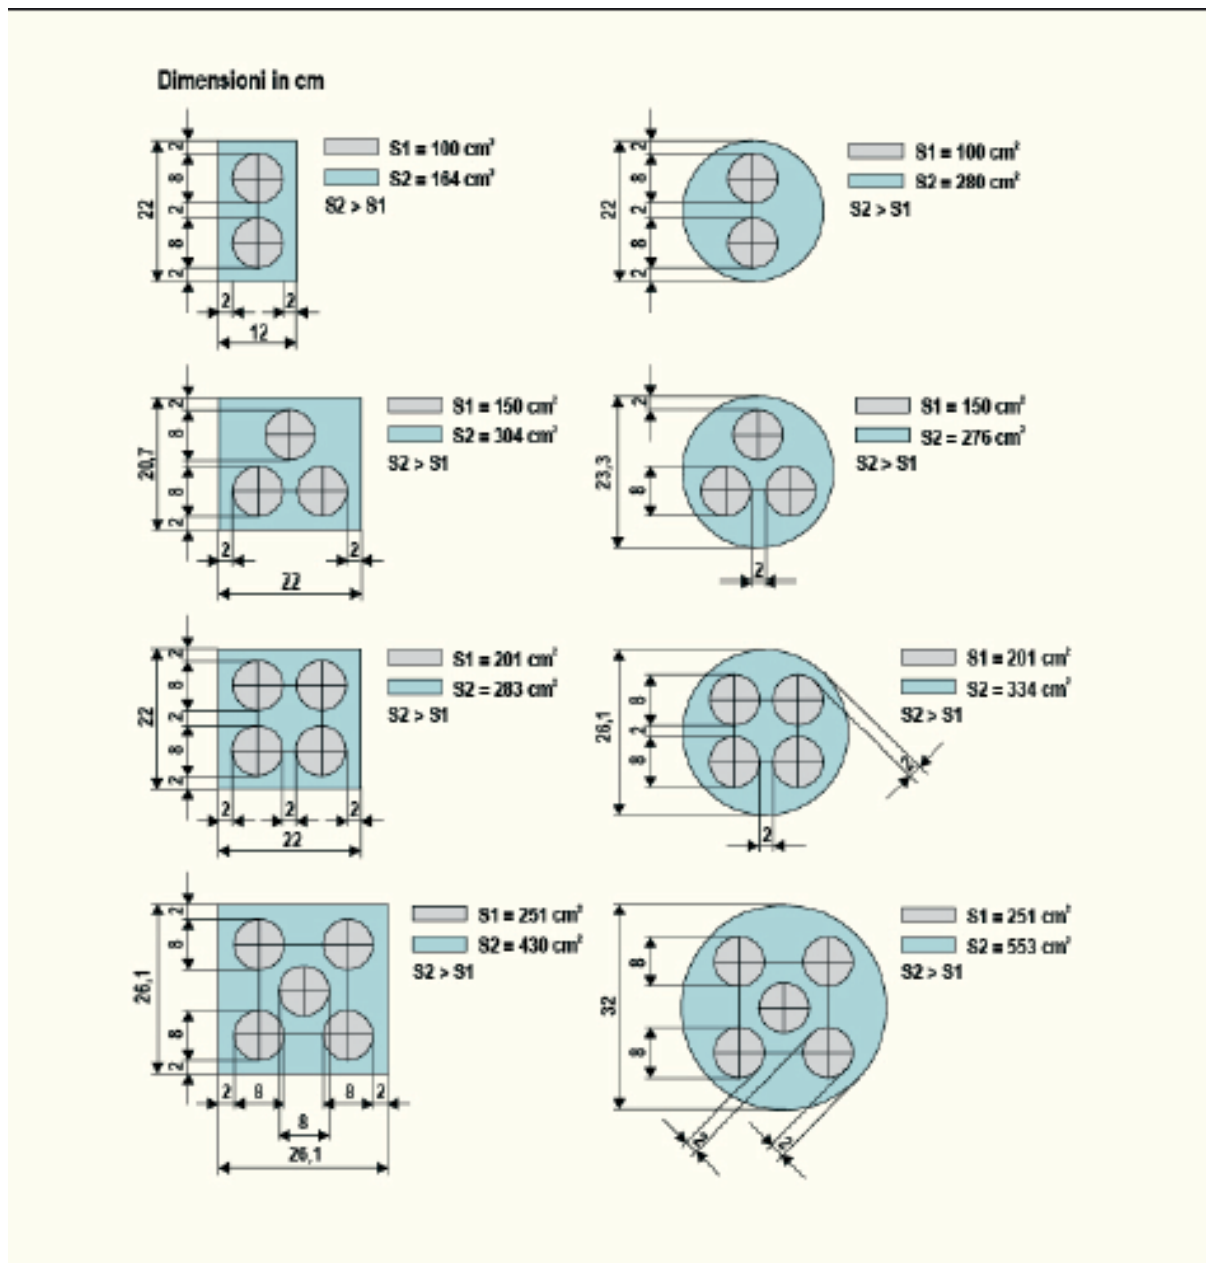 Dimensioni in cm
2
8
2
8
2
22
2
2
12
S1 = 100 cm²
S2 = 164 cm²
S2 > S1
2
8
2
8
2
22
S1 = 100 cm²
S2 = 280 cm²
S2 > S1
2
8
8
2
20,7
2
2
22
S1 = 150 cm²
S2 = 304 cm²
S2 > S1
2
8
23,3
2
S1 = 150 cm²
S2 = 276 cm²
S2 > S1
2
8
2
8
2
22
2
2
2
22
S1 = 201 cm²
S2 = 283 cm²
S2 > S1
8
2
8
26,1
2
2
S1 = 201 cm²
S2 = 334 cm²
S2 > S1
2
8
8
2
26,1
2
8
8
2
8
26,1
S1 = 251 cm²
S2 = 430 cm²
S2 > S1
8
8
32
2
2
S1 = 251 cm²
S2 = 553 cm²
S2 > S1